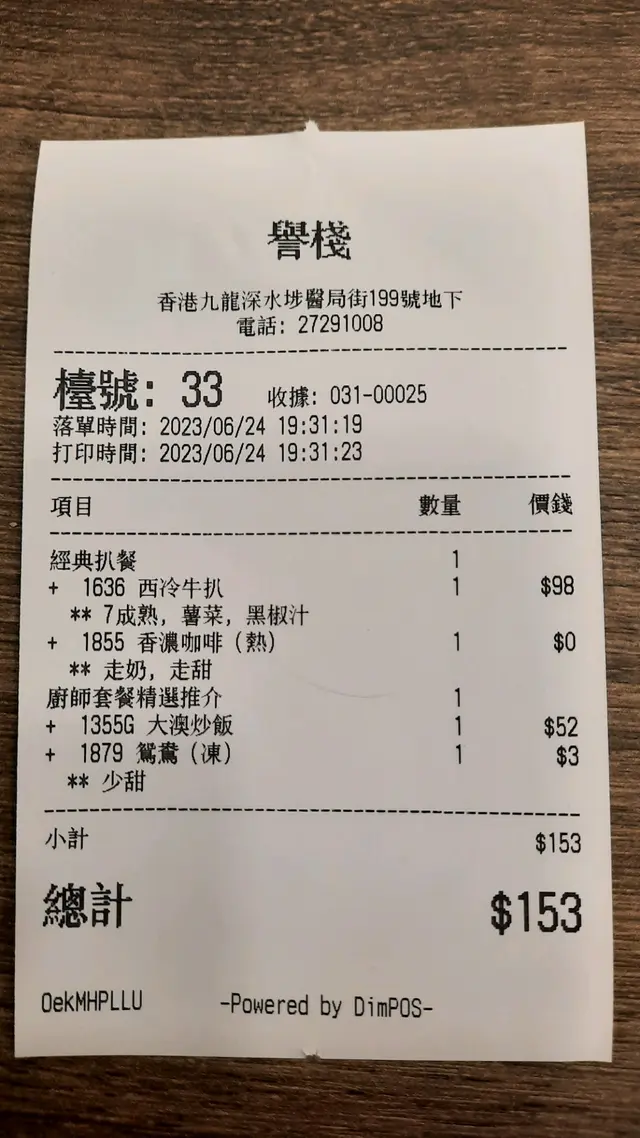 譽棧
香港九龍深水埗醫局街199號地下
電話: 27291008
檯號: 33 收據: 031-00025
落單時間: 2023/06/24 19:31:19
打印時間: 2023/06/24 19:31:23
項目 數量 價錢
經典扒餐 1
+ 1636 西冷牛扒 1 $98
** 7成熟, 薯菜, 黑椒汁
+ 1855 香濃咖啡 (熱) 1 $0
** 走奶, 走甜
廚師套餐精選推介 1
+ 1355G 大澳炒飯 1 $52
+ 1879 鴛鴦 (凍) 1 $3
** 少甜
小計 $153
總計 $153
OekMHPLLU -Powered by DimPOS-